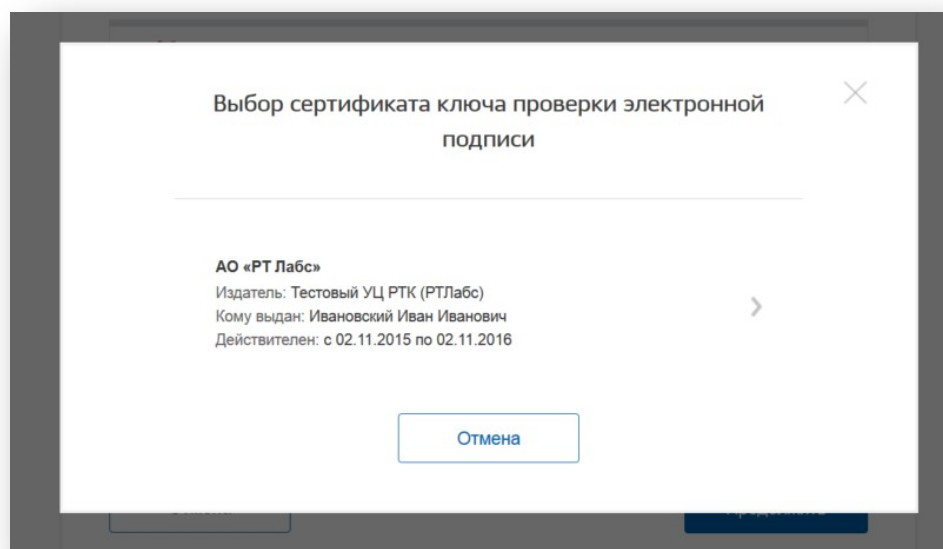 Выбор сертификата ключа проверки электронной
подписи
АО «РТ Лабс»
Издатель: Тестовый УЦ РТК (РТЛабс)
Кому выдан: Ивановский Иван Иванович
Действителен: с 02.11.2015 по 02.11.2016
Отмена